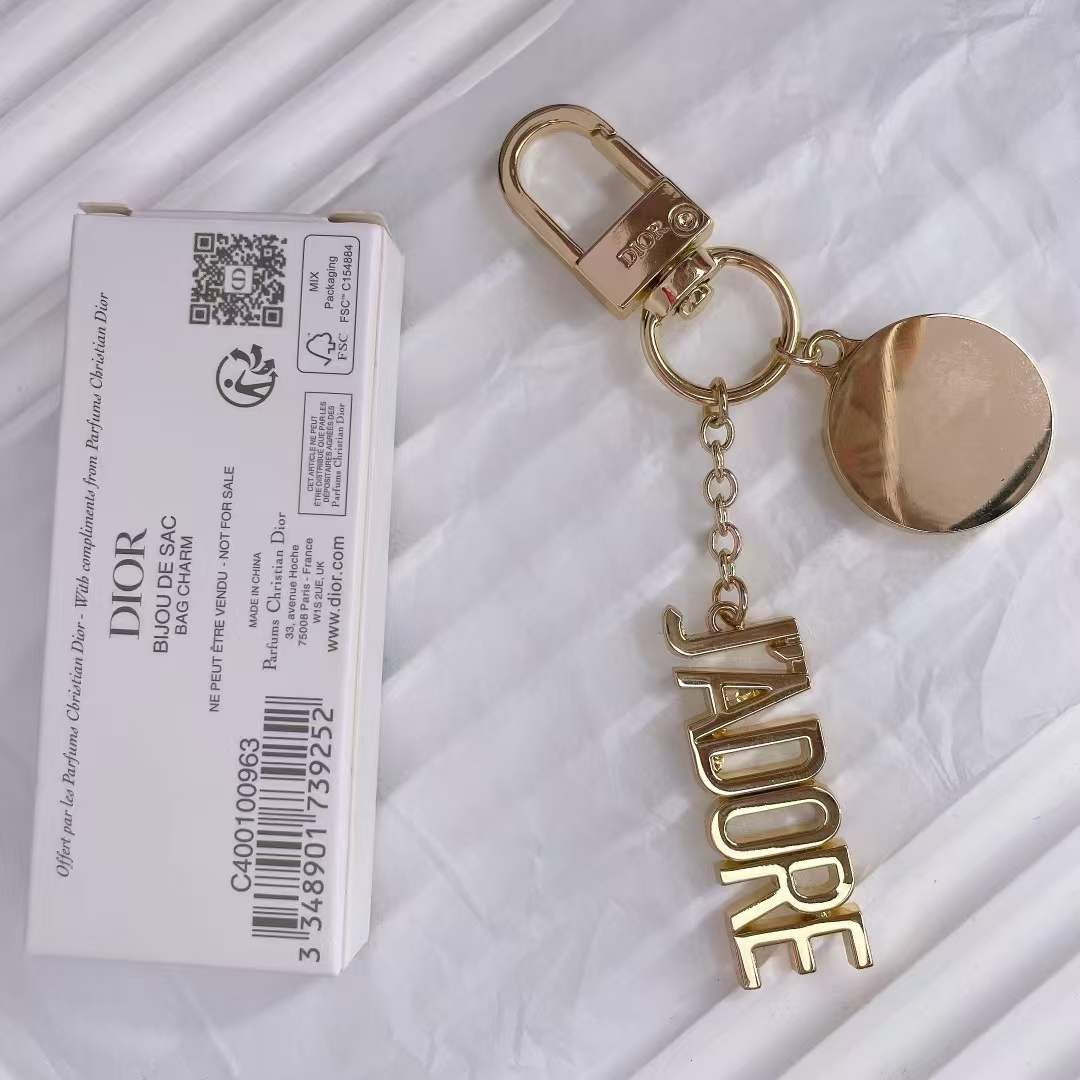 Offert par les Parfums Christian Dior - With compliments from Parfums Christian Dior
DIOR
BIJOU DE SAC
BAG CHARM
NE PEUT ÊTRE VENDU - NOT FOR SALE
MADE IN CHINA
Parfums Christian Dior
33, avenue Hoche
75008 Paris - France
W1S 2UE, UK
www.dior.com
C400100963
3 348901 739252
CD
MIX
Packaging
FSC™ C154884
FSC
CET ARTICLE NE PEUT
ÊTRE DISTRIBUÉ QUE PAR LES
DÉPOSITAIRES AGRÉÉS DES
Parfums Christian Dior
DIOR
CD
J'ADORE